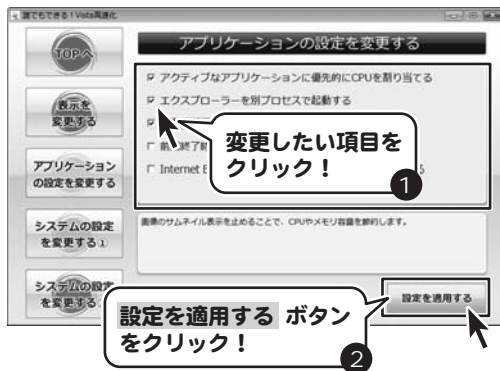 誰でもできる！Vista高速化
TOPへ
アプリケーションの設定を変更する
アクティブなアプリケーションに優先的にCPUを割り当てる
表示を
変更する
エクスプローラーを別プロセスで起動する
変更したい項目を
クリック！
1
Internet E
アプリケーション
の設定を変更する
システムの設定
を変更する①
画像のサムネイル表示を止めることで、CPUやメモリ容量を節約します。
システムの設定
を変更する
設定を適用する
設定を適用する ボタン
をクリック！
2